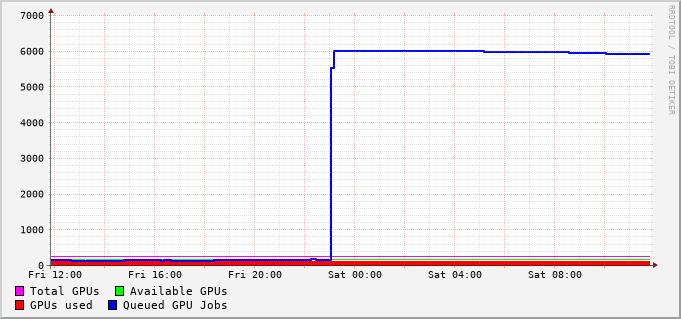 7000
6000
5000
4000
3000
2000
1000
0
Fri 12:00 Fri 16:00 Fri 20:00 Sat 00:00 Sat 04:00 Sat 08:00
Total GPUs Available GPUs
GPUs used Queued GPU Jobs
RRDTOOL / TOBI OETIKER